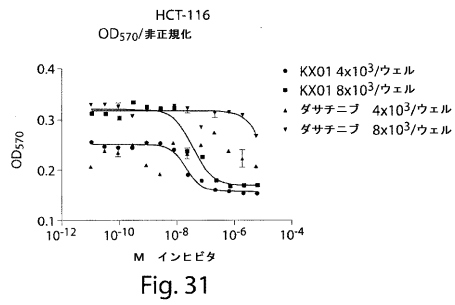 HCT-116
OD570/非正規化
KX01 4x10³/ウェル
KX01 8x10³/ウェル
ダサチニブ 4x10³/ウェル
ダサチニブ 8x10³/ウェル
OD570
0.4
0.3
0.2
0.1
10-12 10-10 10-8 10-6 10-4
M インヒビタ
Fig. 31